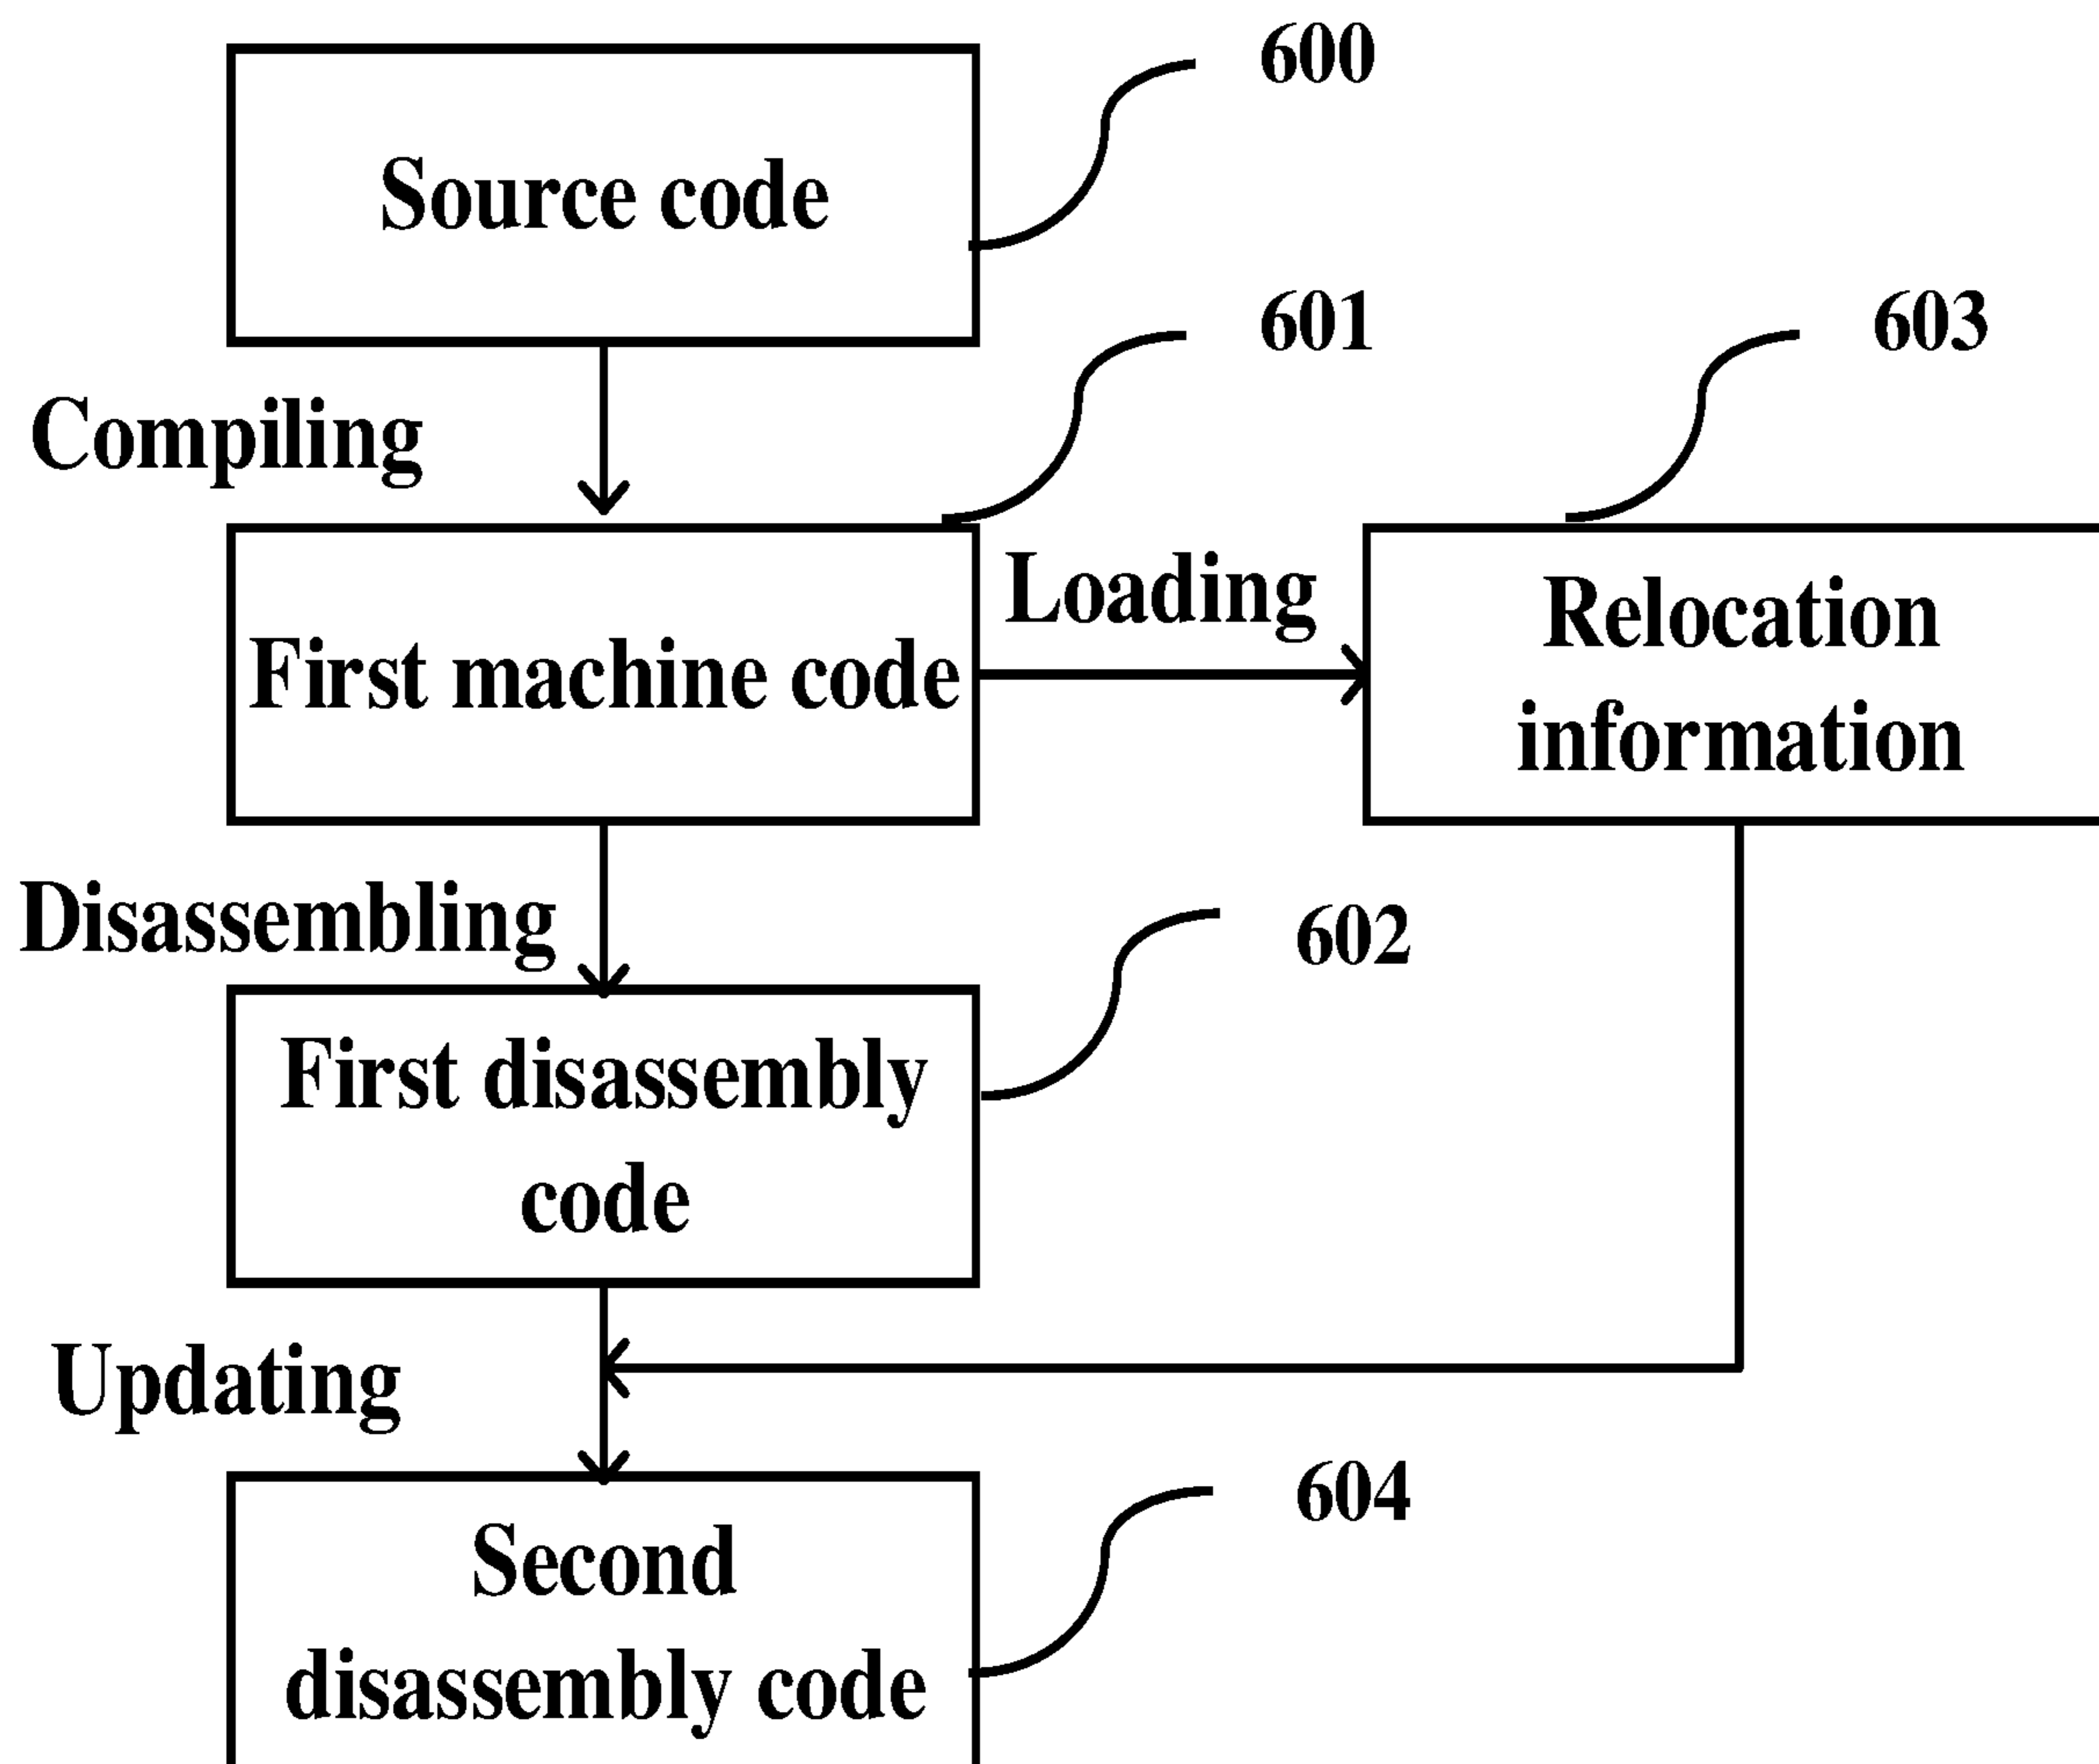 600
Source code
601
603
Compiling
Loading
First machine code
Relocation
information
Disassembling
602
First disassembly
code
Updating
604
Second
disassembly code